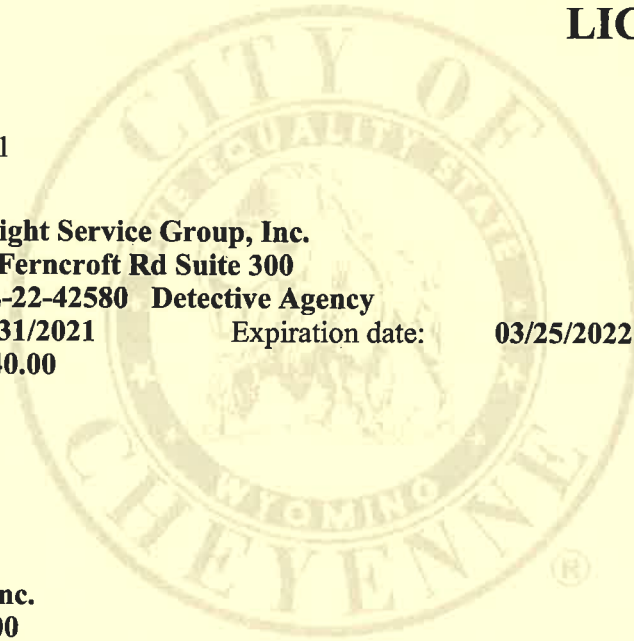 LIC
1
ight Service Group, Inc.
Ferncroft Rd Suite 300
-22-42580 Detective Agency
31/2021 Expiration date: 03/25/2022
40.00
CITY OF
THE EQUALITY STATE
WYOMING
CHEYENNE
®
nc.
00